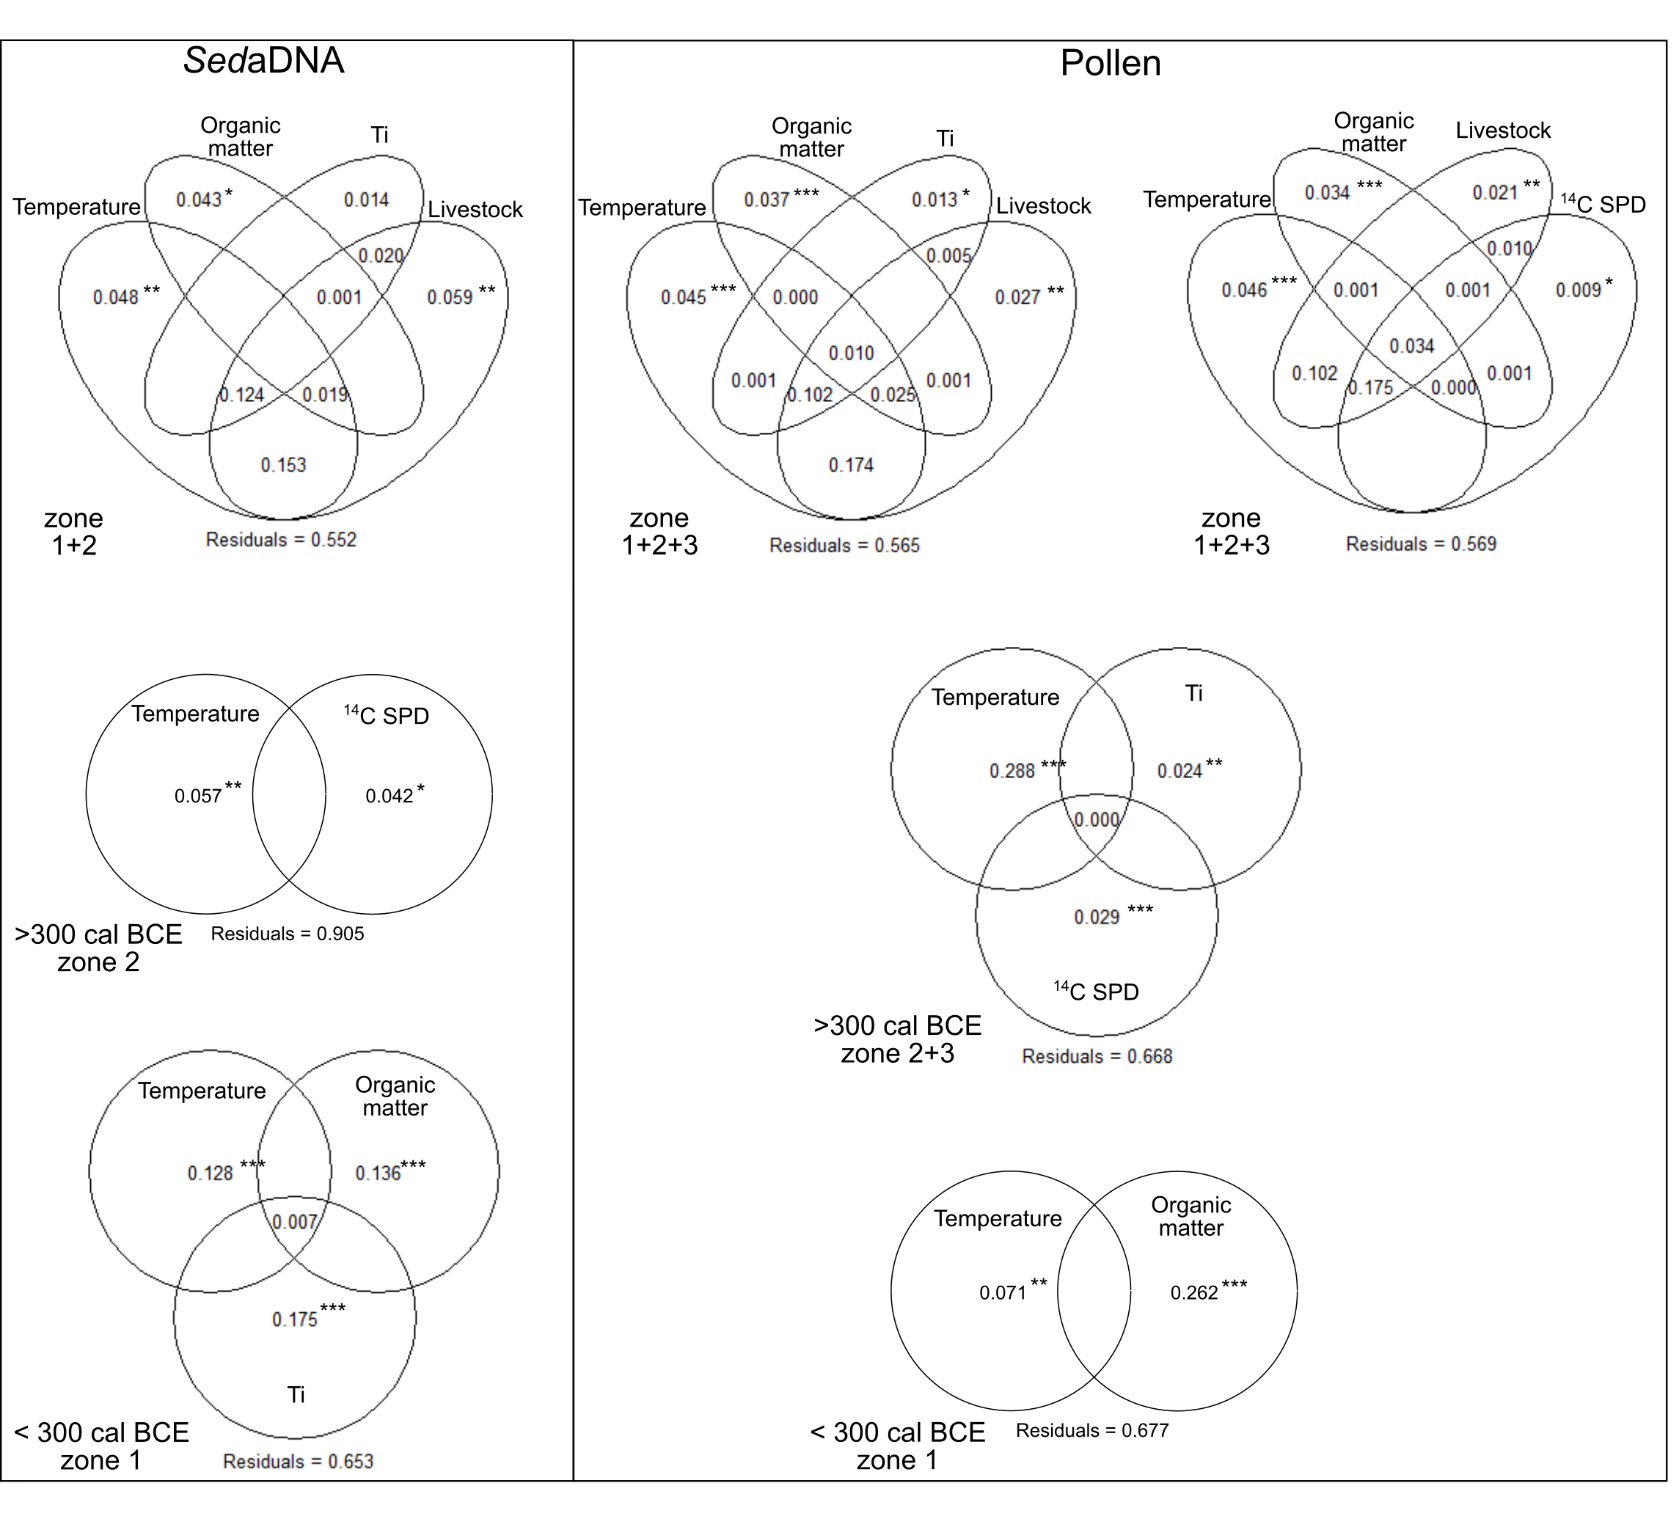 SedaDNA
Organic
matter
Ti
Temperature
Livestock
0.043 *
0.014
0.020
0.048 **
0.001
0.059 **
0.124
0.019
0.153
zone
1+2
Residuals = 0.552
Temperature
14C SPD
0.057 **
0.042 *
>300 cal BCE
zone 2
Residuals = 0.905
Temperature
Organic
matter
0.128 ***
0.136 ***
0.007
0.175 ***
Ti
< 300 cal BCE
zone 1
Residuals = 0.653
Pollen
Organic
matter
Ti
Temperature
Livestock
0.037 ***
0.013 *
0.005
0.045 ***
0.000
0.027 **
0.010
0.001
0.102
0.025
0.001
0.174
zone
1+2+3
Residuals = 0.565
Organic
matter
Livestock
Temperature
14C SPD
0.034 ***
0.021 **
0.010
0.046 ***
0.001
0.001
0.009 *
0.034
0.102
0.175
0.000
0.001
zone
1+2+3
Residuals = 0.569
Temperature
Ti
0.288 ***
0.024 **
0.000
0.029 ***
14C SPD
>300 cal BCE
zone 2+3
Residuals = 0.668
Temperature
Organic
matter
0.071 **
0.262 ***
< 300 cal BCE
zone 1
Residuals = 0.677